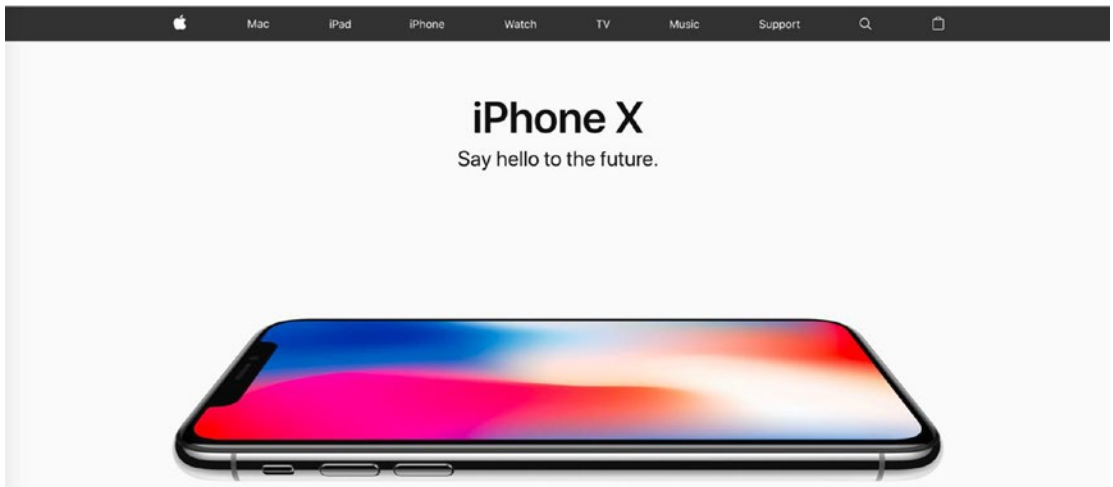 Mac iPad iPhone Watch TV Music Support
iPhone X
Say hello to the future.